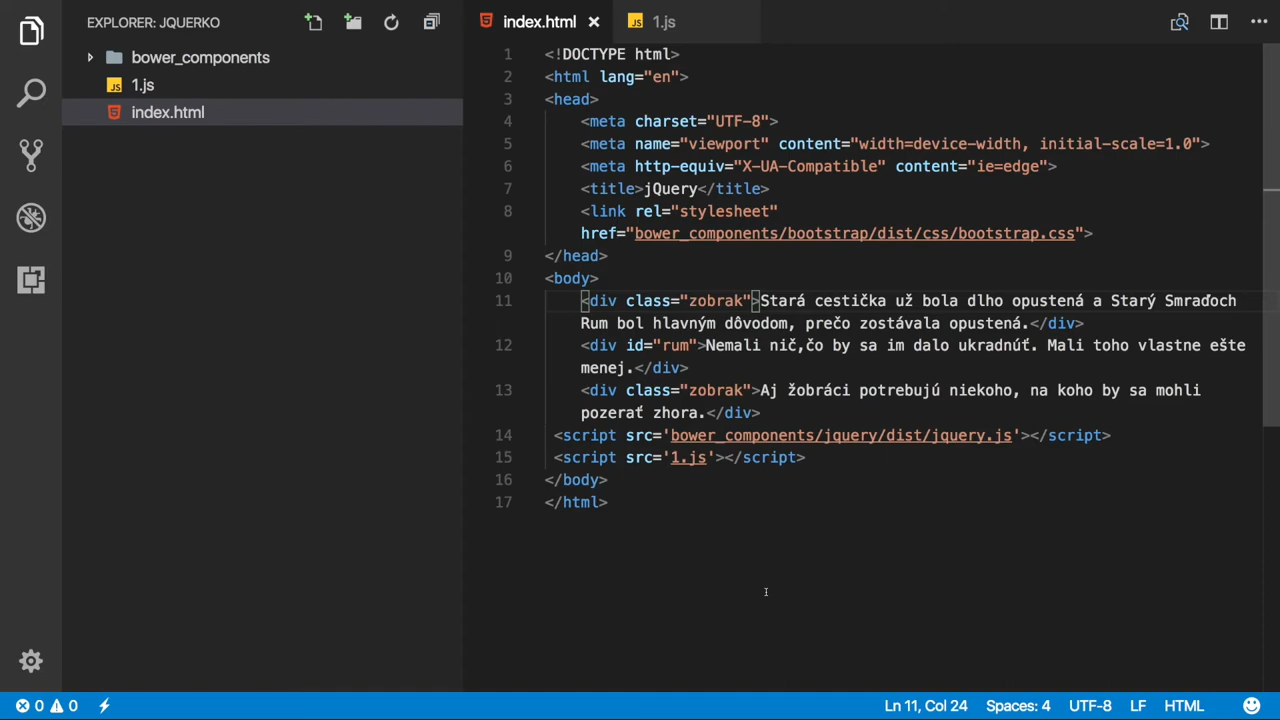 EXPLORER: JQUERKO
bower_components
1.js
index.html
index.html
1.js
1 <!DOCTYPE html>
2 <html lang="en">
3 <head>
4 <meta charset="UTF-8">
5 <meta name="viewport" content="width=device-width, initial-scale=1.0">
6 <meta http-equiv="X-UA-Compatible" content="ie=edge">
7 <title>jQuery</title>
8 <link rel="stylesheet"
href="bower_components/bootstrap/dist/css/bootstrap.css">
9 </head>
10 <body>
11 <div class="zobrak">Stará cestička už bola dlho opustená a Starý Smraďoch
Rum bol hlavným dôvodom, prečo zostávala opustená.</div>
12 <div id="rum">Nemali nič,čo by sa im dalo ukradnúť. Mali toho vlastne ešte
menej.</div>
13 <div class="zobrak">Aj žobráci potrebujú niekoho, na koho by sa mohli
pozerať zhora.</div>
14 <script src='bower_components/jquery/dist/jquery.js'></script>
15 <script src='1.js'></script>
16 </body>
17 </html>
0 0 Ln 11, Col 24 Spaces: 4 UTF-8 LF HTML